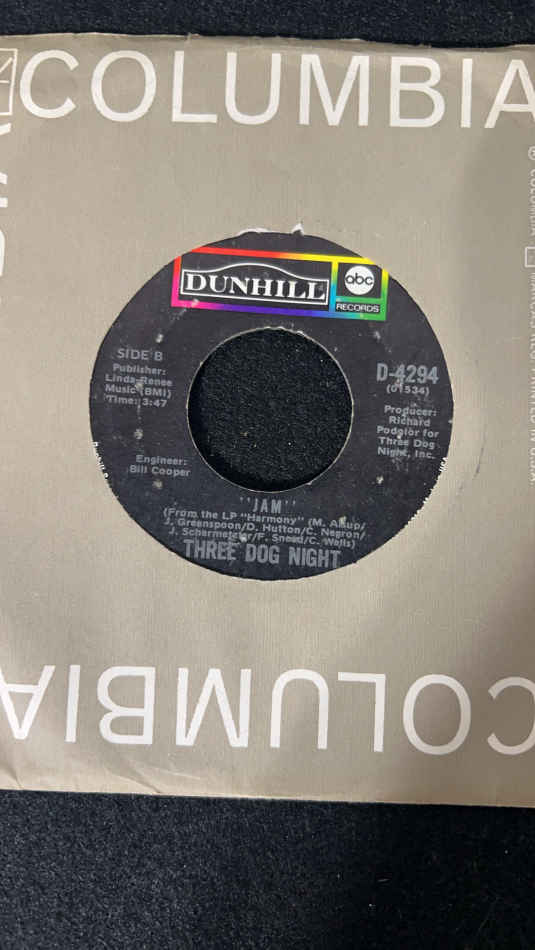 COLUMBIA
DUNHILL
abc
RECORDS
SIDE B
Publisher:
Linda-Renee
Music (BMI)
Time: 3:47
Engineer:
Bill Cooper
D-4294
(01534)
Producer:
Richard
Podolor for
Three Dog
Night, Inc.
"JAM"
(From the LP "Harmony" (M. Allsup/
J. Greenspoon/D. Hutton/C. Negron/
J. Schermetzler/F. Sneed/C. Wells)
THREE DOG NIGHT
COLUMBIA